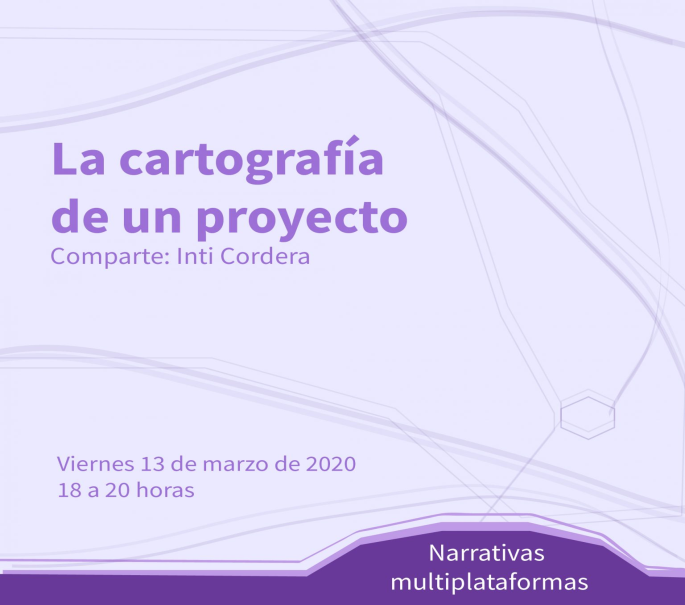 La cartografía
de un proyecto
Comparte: Inti Cordera
Viernes 13 de marzo de 2020
18 a 20 horas
Narrativas
multiplataformas